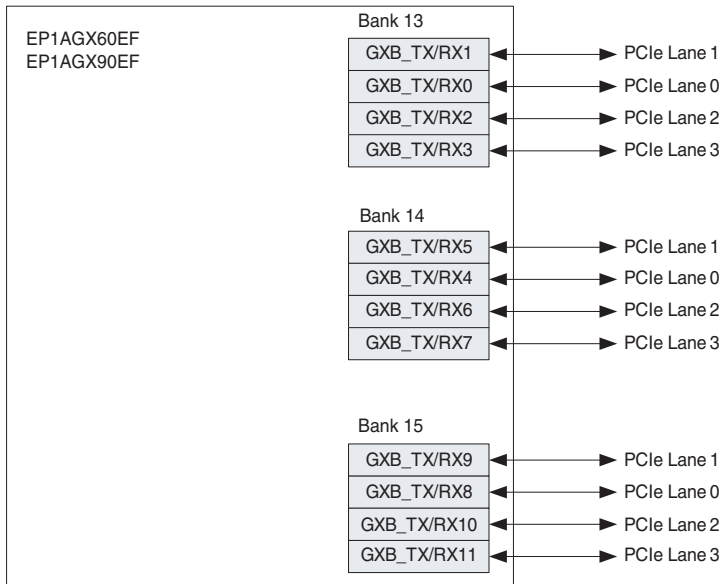 EP1AGX60EF
EP1AGX90EF
Bank 13
GXB_TX/RX1 PCIe Lane 1
GXB_TX/RX0 PCIe Lane 0
GXB_TX/RX2 PCIe Lane 2
GXB_TX/RX3 PCIe Lane 3
Bank 14
GXB_TX/RX5 PCIe Lane 1
GXB_TX/RX4 PCIe Lane 0
GXB_TX/RX6 PCIe Lane 2
GXB_TX/RX7 PCIe Lane 3
Bank 15
GXB_TX/RX9 PCIe Lane 1
GXB_TX/RX8 PCIe Lane 0
GXB_TX/RX10 PCIe Lane 2
GXB_TX/RX11 PCIe Lane 3